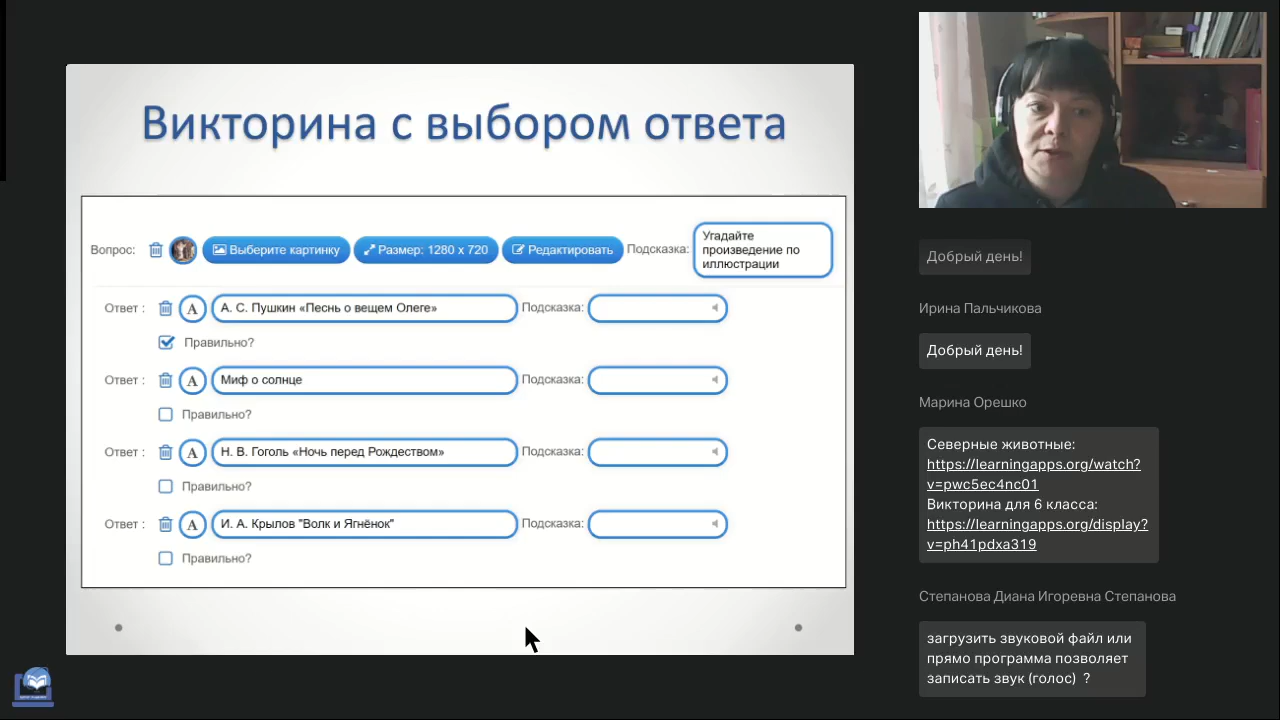 Викторина с выбором ответа
Вопрос: Выберите картинку Размер: 1280 x 720 Редактировать Подсказка:
Угадайте
произведение по
иллюстрации
Ответ : A А. С. Пушкин «Песнь о вещем Олеге» Подсказка:
Правильно?
Ответ : A Миф о солнце Подсказка:
Правильно?
Ответ : A Н. В. Гоголь «Ночь перед Рождеством» Подсказка:
Правильно?
Ответ : A И. А. Крылов "Волк и Ягнёнок" Подсказка:
Правильно?
Добрый день!
Ирина Пальчикова
Добрый день!
Марина Орешко
Северные животные:
https://learningapps.org/watch?
v=pwc5ec4nc01
Викторина для 6 класса:
https://learningapps.org/display?
v=ph41pdxa319
Степанова Диана Игоревна Степанова
загрузить звуковой файл или
прямо программа позволяет
записать звук (голос) ?